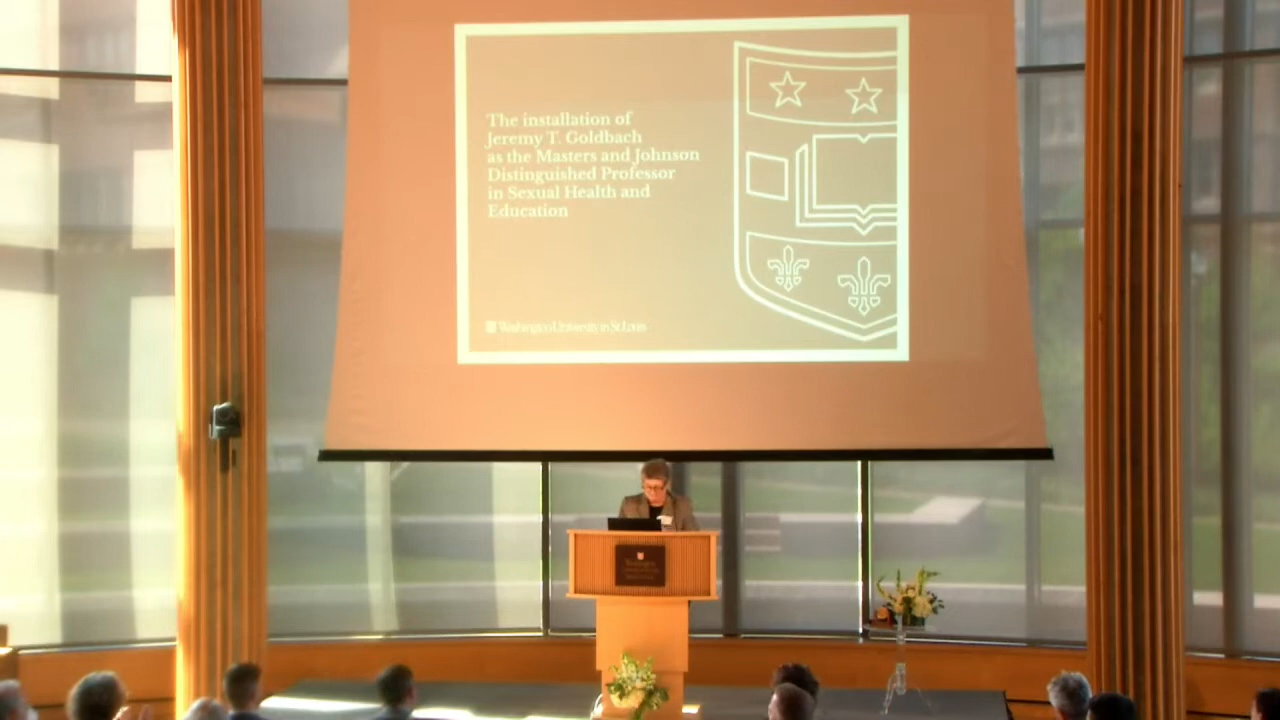 The installation of
Jeremy T. Goldbach
as the Masters and Johnson
Distinguished Professor
in Sexual Health and
Education
Washington University in St. Louis